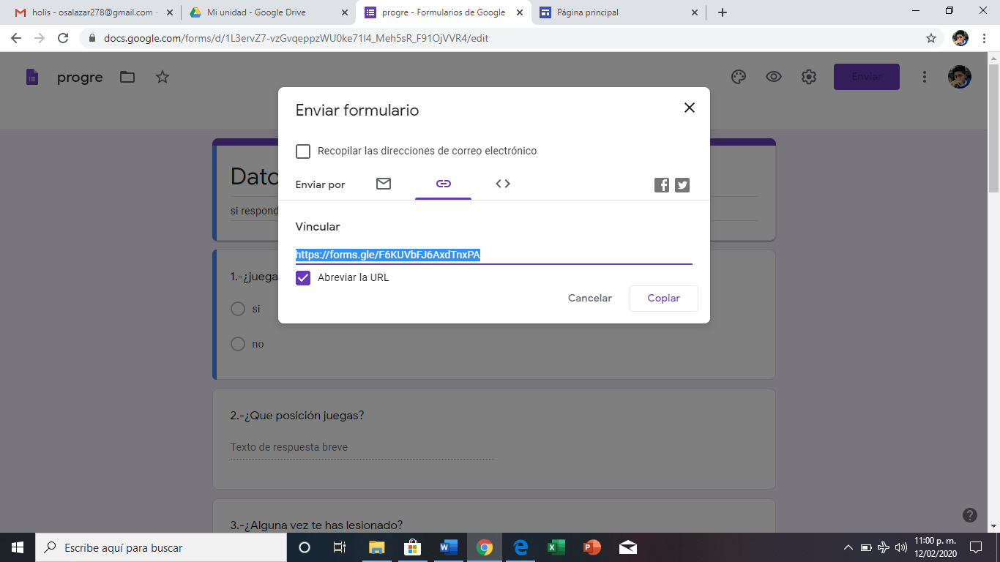 holis - osalazar278@gmail.com -
Mi unidad - Google Drive
progre - Formularios de Google
Página principal
docs.google.com/forms/d/1L3ervZ7-vzGvqeppzWU0ke71l4_Meh5sR_F91OjVVR4/edit
progre
Enviar
Enviar formulario
Recopilar las direcciones de correo electrónico
Dato
Enviar por
si respond
Víncular
https://forms.gle/F6KUVbFJ6AxdTnxPA
1.-¿juega
Abreviar la URL
Cancelar
Copiar
si
no
2.-¿Que posición juegas?
Texto de respuesta breve
3.-¿Alguna vez te has lesionado?
Escribe aquí para buscar
11:00 p. m.
12/02/2020